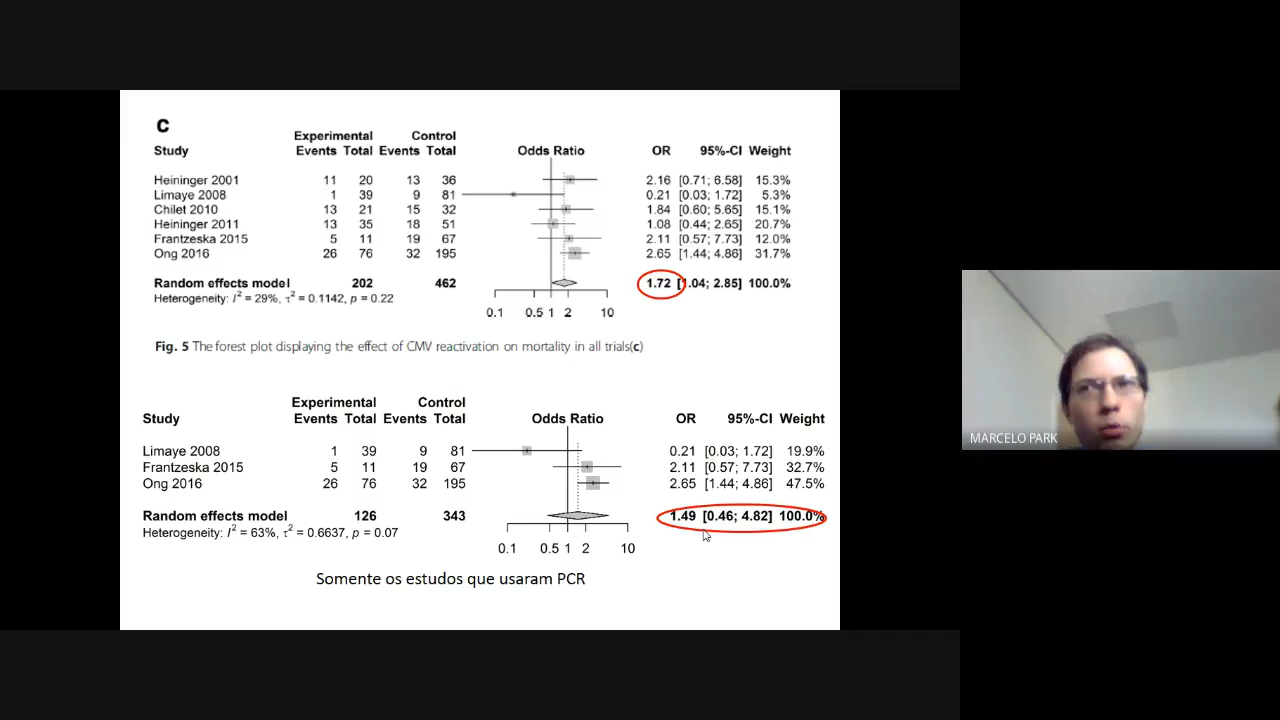 C
Experimental Control
Study Events Total Events Total Odds Ratio OR 95%-CI Weight
Heininger 2001 11 20 13 36 2.16 [0.71; 6.58] 15.3%
Limaye 2008 1 39 9 81 0.21 [0.03; 1.72] 5.3%
Chilet 2010 13 21 15 32 1.84 [0.60; 5.65] 15.1%
Heininger 2011 13 35 18 51 1.08 [0.44; 2.65] 20.7%
Frantzeska 2015 5 11 19 67 2.11 [0.57; 7.73] 12.0%
Ong 2016 26 76 32 195 2.65 [1.44; 4.86] 31.7%
Random effects model 202 462 1.72 [1.04; 2.85] 100.0%
Heterogeneity: I² = 29%, τ² = 0.1142, p = 0.22
0.1 0.5 1 2 10
Fig. 5 The forest plot displaying the effect of CMV reactivation on mortality in all trials(c)
Experimental Control
Study Events Total Events Total Odds Ratio OR 95%-CI Weight
Limaye 2008 1 39 9 81 0.21 [0.03; 1.72] 19.9%
Frantzeska 2015 5 11 19 67 2.11 [0.57; 7.73] 32.7%
Ong 2016 26 76 32 195 2.65 [1.44; 4.86] 47.5%
Random effects model 126 343 1.49 [0.46; 4.82] 100.0%
Heterogeneity: I² = 63%, τ² = 0.6637, p = 0.07
0.1 0.5 1 2 10
Somente os estudos que usaram PCR
MARCELO PARK